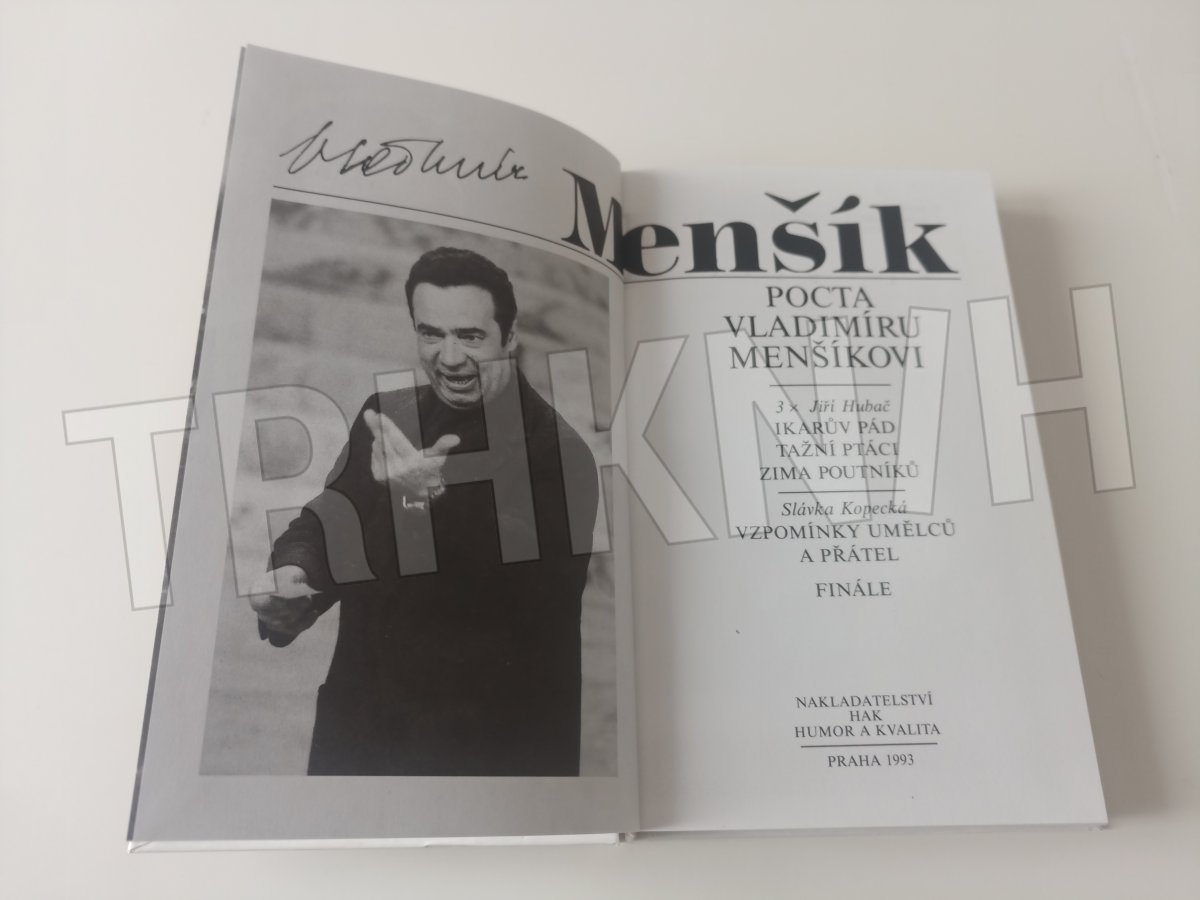 Vladimír
Menšík
POCTA
VLADIMÍRU
MENŠÍKOVI
3× Jiří Hubač
IKARŮV PÁD
TAŽNÍ PTÁCI
ZIMA POUTNÍKŮ
Slávka Kopecká
VZPOMÍNKY UMĚLCŮ
A PŘÁTEL
FINÁLE
NAKLADATELSTVÍ
HAK
HUMOR A KVALITA
PRAHA 1993
TRHKNIH